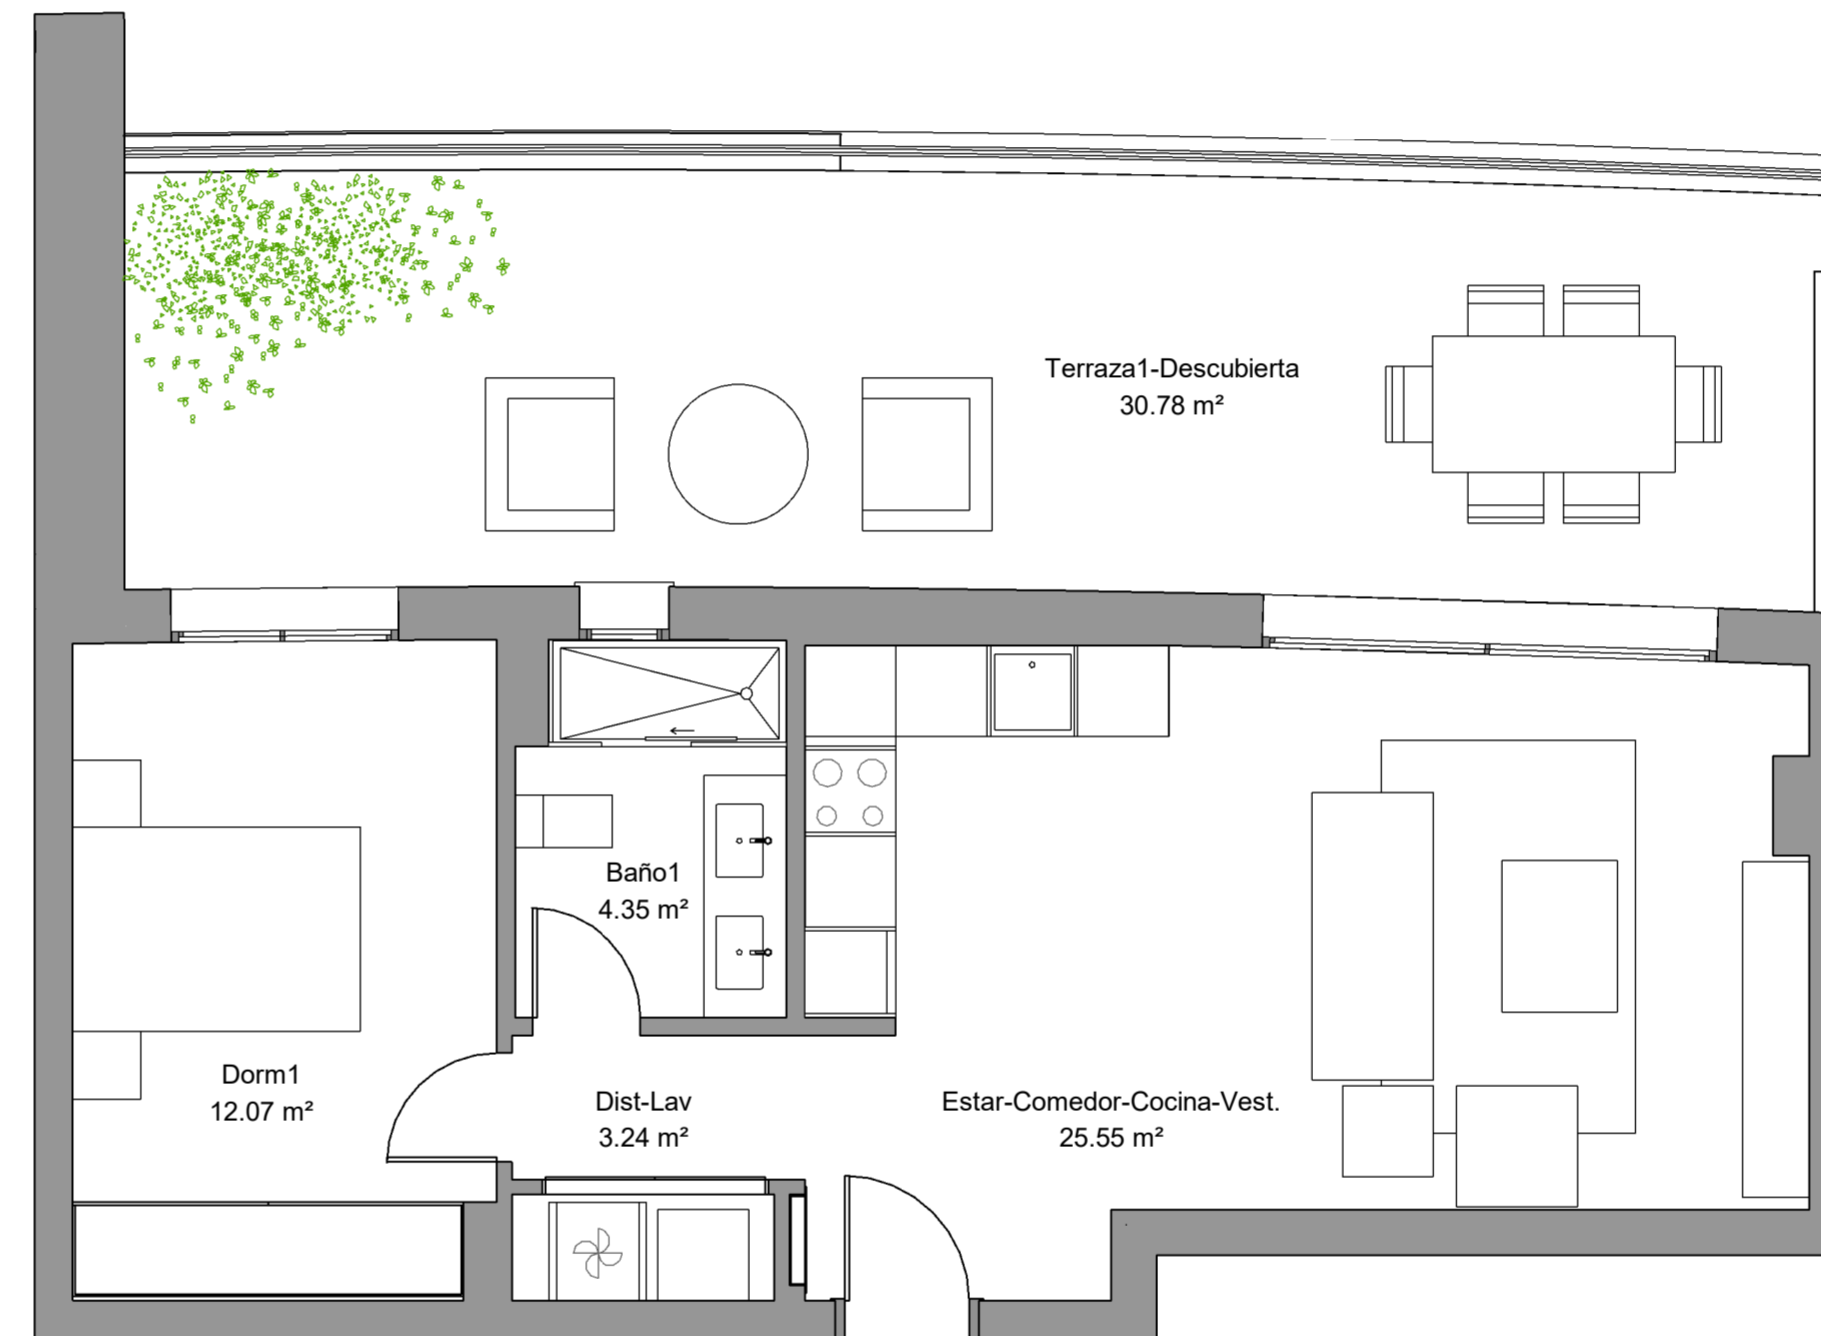 Terraza1-Descubierta
30.78 m²
Baño1
4.35 m²
Dorm1
12.07 m²
Dist-Lav
3.24 m²
Estar-Comedor-Cocina-Vest.
25.55 m²